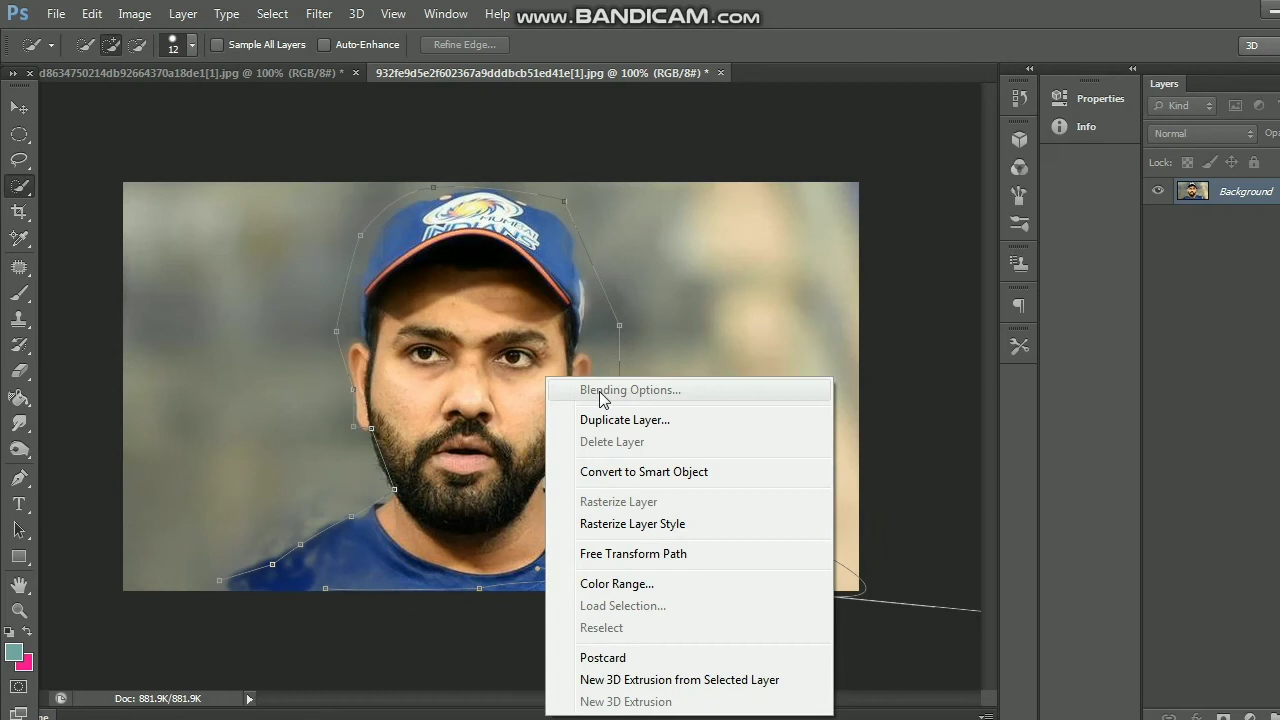 Ps File Edit Image Layer Type Select Filter 3D View Window Help www.BANDICAM.com
12 Sample All Layers Auto-Enhance Refine Edge... 3D
d8634750214db92664370a18de1[1].jpg @ 100% (RGB/8#) * × 932fe9d5e2f602367a9dddbcb51ed41e[1].jpg @ 100% (RGB/8#) * ×
Layers
Properties
Kind
Info
Normal Opa
Lock:
Background
MUMBAI
INDIANS
Blending Options...
Duplicate Layer...
Delete Layer
Convert to Smart Object
Rasterize Layer
Rasterize Layer Style
Free Transform Path
Color Range...
Load Selection...
Reselect
Postcard
New 3D Extrusion from Selected Layer
New 3D Extrusion
Doc: 881.9K/881.9K